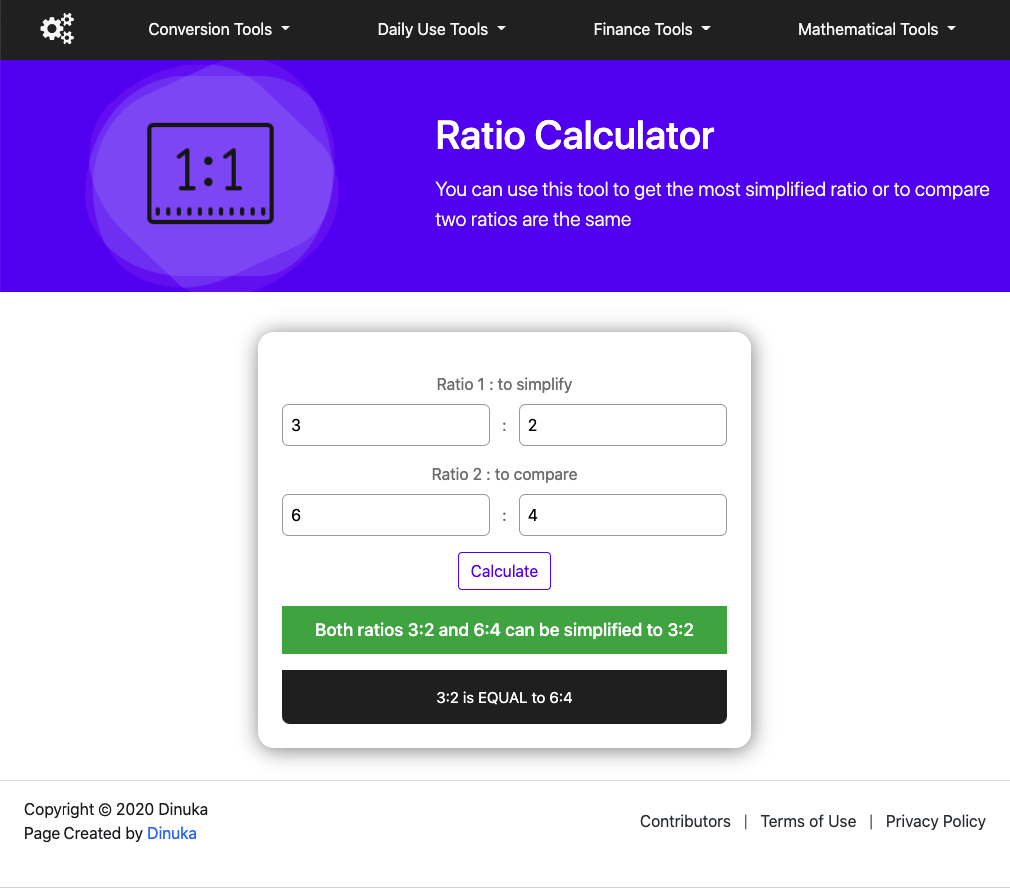 Conversion Tools Daily Use Tools Finance Tools Mathematical Tools
1:1
Ratio Calculator
You can use this tool to get the most simplified ratio or to compare
two ratios are the same
Ratio 1 : to simplify
3 : 2
Ratio 2 : to compare
6 : 4
Calculate
Both ratios 3:2 and 6:4 can be simplified to 3:2
3:2 is EQUAL to 6:4
Copyright © 2020 Dinuka
Page Created by Dinuka
Contributors | Terms of Use | Privacy Policy